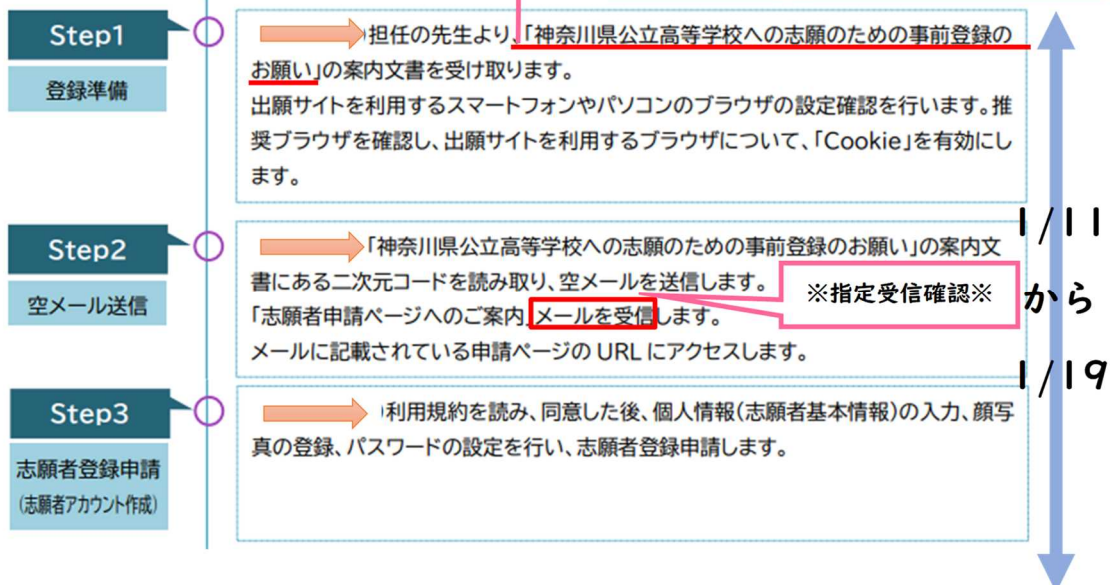 Step1
登録準備
担任の先生より、「神奈川県公立高等学校への志願のための事前登録の
お願い」の案内文書を受け取ります。
出願サイトを利用するスマートフォンやパソコンのブラウザの設定確認を行います。推
奨ブラウザを確認し、出願サイトを利用するブラウザについて、「Cookie」を有効にし
ます。
Step2
空メール送信
「神奈川県公立高等学校への志願のための事前登録のお願い」の案内文
書にある二次元コードを読み取り、空メールを送信します。
「志願者申請ページへのご案内」メールを受信します。
メールに記載されている申請ページの URL にアクセスします。
※指定受信確認※
1/11
から
1/19
Step3
志願者登録申請
(志願者アカウント作成)
利用規約を読み、同意した後、個人情報(志願者基本情報)の入力、顔写
真の登録、パスワードの設定を行い、志願者登録申請します。